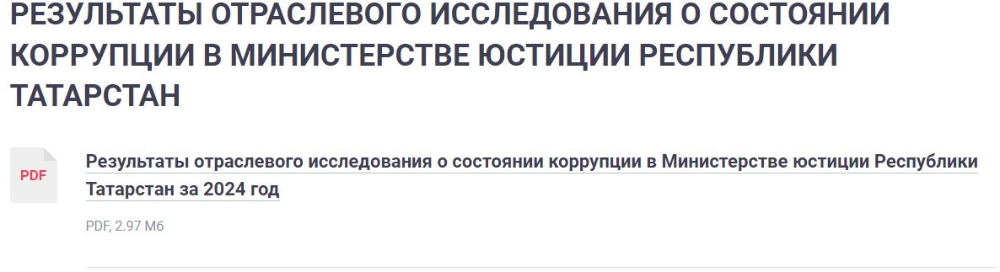 РЕЗУЛЬТАТЫ ОТРАСЛЕВОГО ИССЛЕДОВАНИЯ О СОСТОЯНИИ
КОРРУПЦИИ В МИНИСТЕРСТВЕ ЮСТИЦИИ РЕСПУБЛИКИ
ТАТАРСТАН
PDF
Результаты отраслевого исследования о состоянии коррупции в Министерстве юстиции Республики
Татарстан за 2024 год
PDF, 2.97 Мб